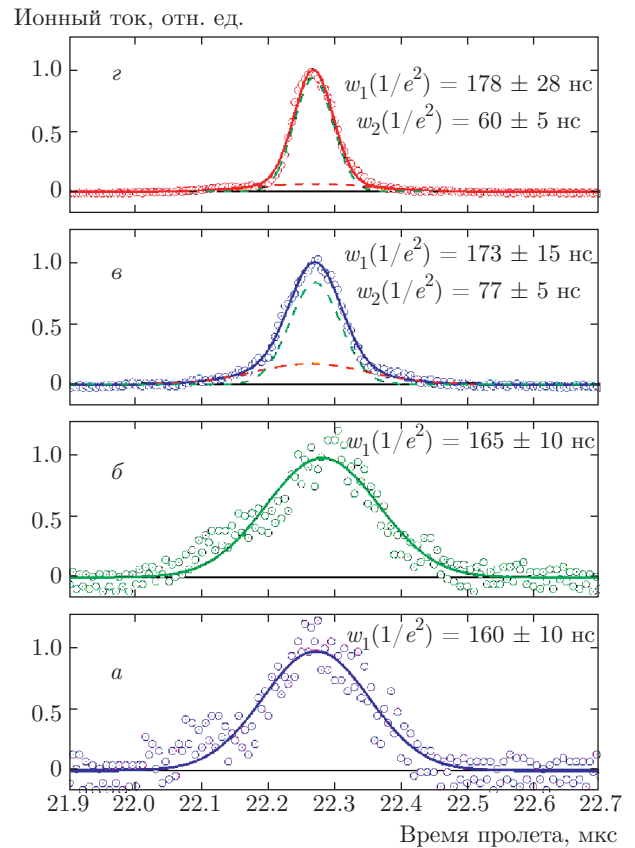 Ионный ток, отн. ед.
г
w₁(1/e²) = 178 ± 28 нс
w₂(1/e²) = 60 ± 5 нс
1.0
0.5
0
в
w₁(1/e²) = 173 ± 15 нс
w₂(1/e²) = 77 ± 5 нс
1.0
0.5
0
б
w₁(1/e²) = 165 ± 10 нс
1.0
0.5
0
а
w₁(1/e²) = 160 ± 10 нс
1.0
0.5
0
21.9 22.0 22.1 22.2 22.3 22.4 22.5 22.6 22.7
Время пролета, мкс